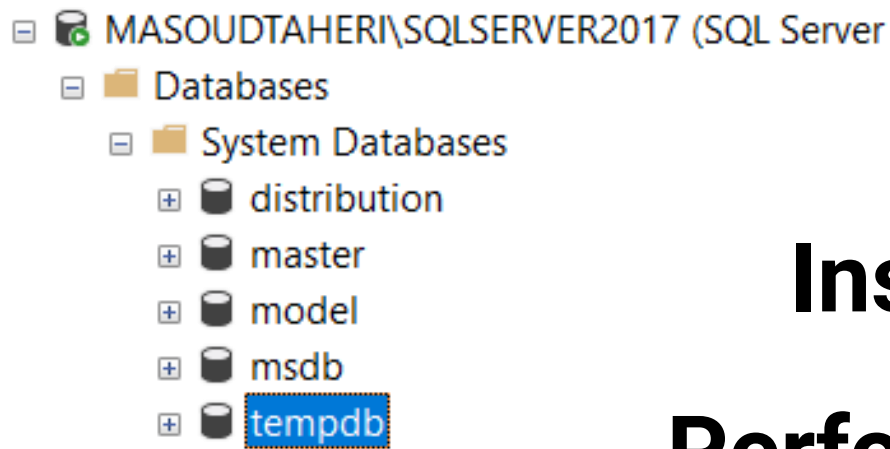 MASOUDTAHERI\SQLSERVER2017 (SQL Server
Databases
System Databases
distribution
master
model
msdb
tempdb